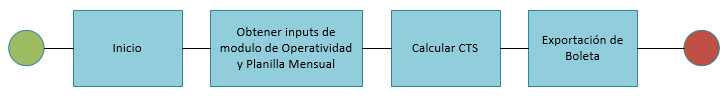 Inicio
Obtener inputs de
modulo de Operatividad
y Planilla Mensual
Calcular CTS
Exportación de
Boleta